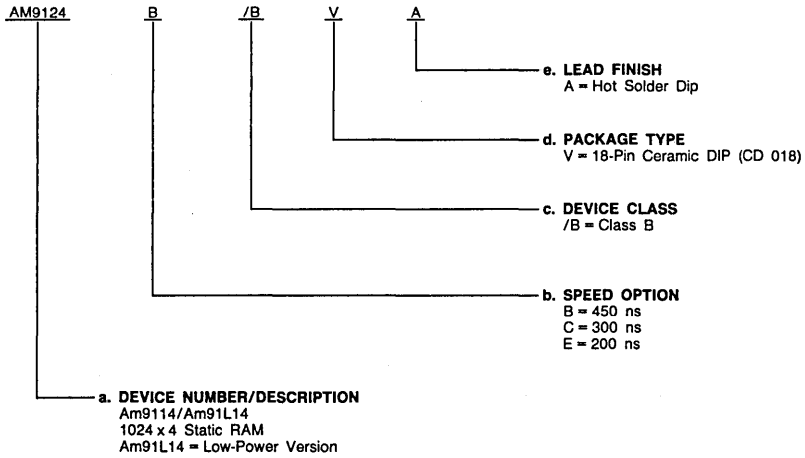 AM9124 B /B V A
e. LEAD FINISH
A = Hot Solder Dip
d. PACKAGE TYPE
V = 18-Pin Ceramic DIP (CD 018)
c. DEVICE CLASS
/B = Class B
b. SPEED OPTION
B = 450 ns
C = 300 ns
E = 200 ns
a. DEVICE NUMBER/DESCRIPTION
Am9114/Am91L14
1024 x 4 Static RAM
Am91L14 = Low-Power Version